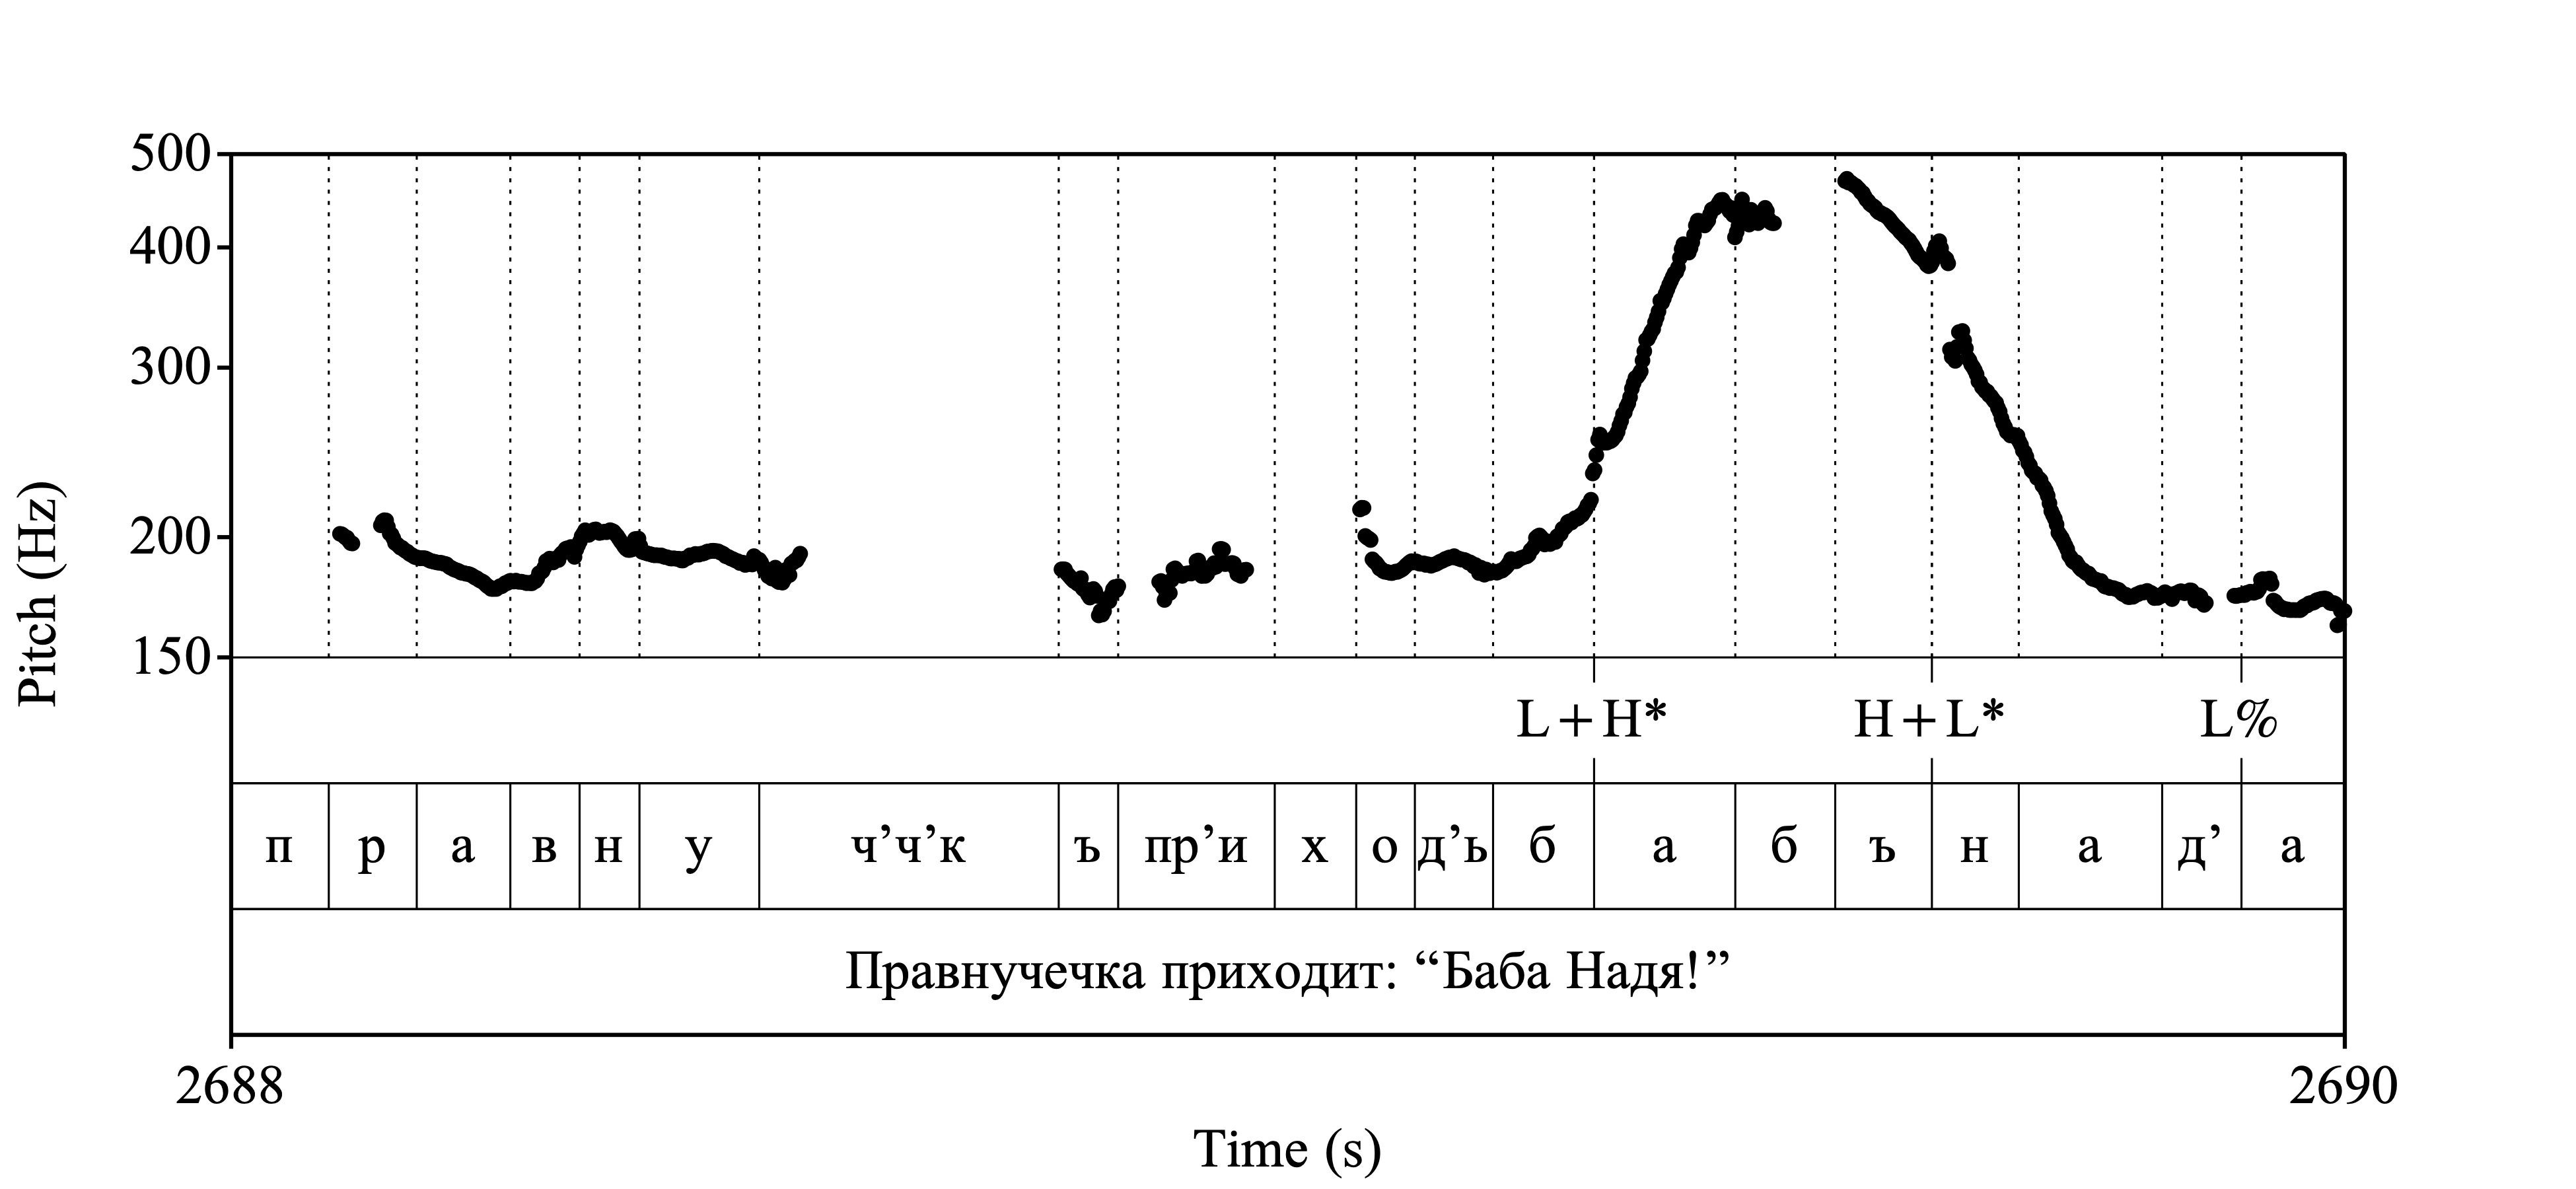 500
400
300
200
150
Pitch (Hz)
L+H* H+L* L%
п р а в н у ч’ч’к ъ пр’и х о д’ь б а б ъ н а д’ а
Правнучечка приходит: “Баба Надя!”
2688 2690
Time (s)